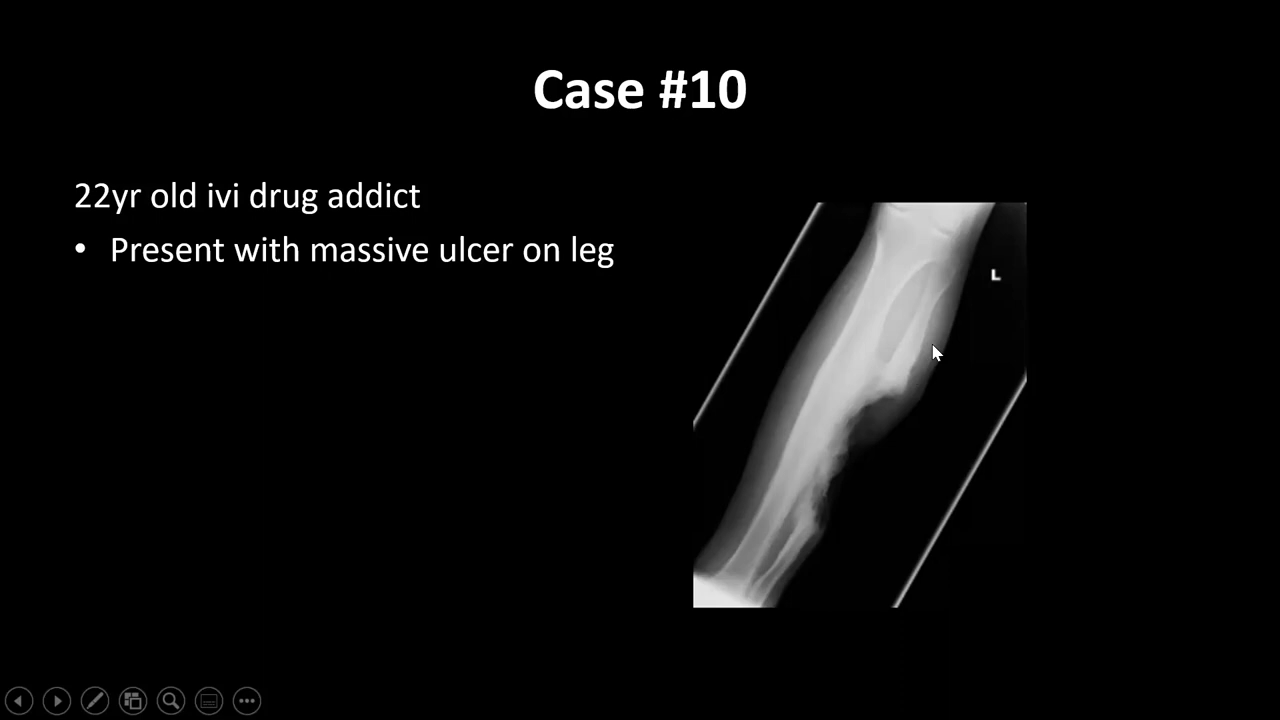 Case #10
22yr old ivi drug addict
• Present with massive ulcer on leg
L